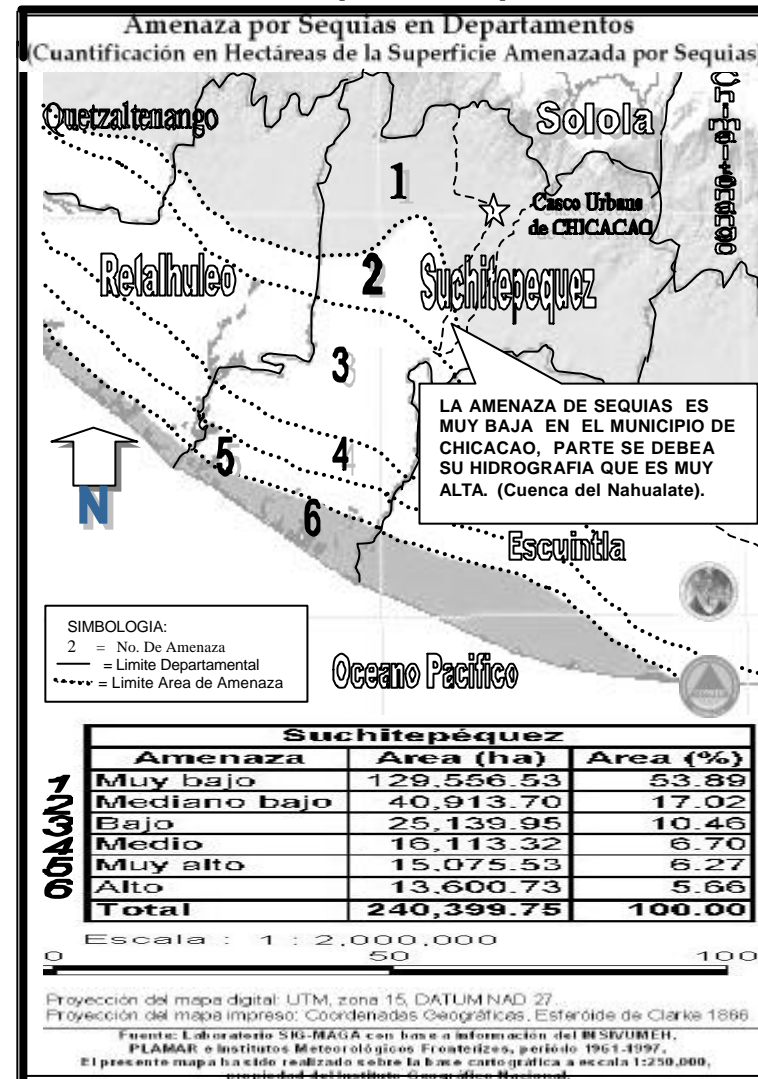 Amenaza por Sequias en Departamentos
(Cuantificación en Hectáreas de la Superficie Amenazada por Sequias)
Quetzaltenango
Solola
1
Casco Urbano
de CHICACAO
Retalhuleo
2
Suchitepequez
3
LA AMENAZA DE SEQUIAS ES
MUY BAJA EN EL MUNICIPIO DE
CHICACAO, PARTE SE DEBEA
SU HIDROGRAFIA QUE ES MUY
ALTA. (Cuenca del Nahualate).
5
4
N
6
Escuintla
SIMBOLOGIA:
2 = No. De Amenaza
= Limite Departamental
= Limite Area de Amenaza
Oceano Pacifico
Suchitepéquez
Amenaza Area (ha) Area (%)
1 Muy bajo 129,556.53 53.89
2 Mediano bajo 40,913.70 17.02
3 Bajo 25,139.95 10.46
4 Medio 16,113.32 6.70
5 Muy alto 15,075.53 6.27
6 Alto 13,600.73 5.66
Total 240,399.75 100.00
Escala : 1 : 2,000,000
0 50 100
Proyección del mapa digital: UTM, zona 15, DATUM NAD 27
Proyección del mapa impreso: Coordenadas Geográficas, Esferóide de Clarke 1866
Fuente: Laboratorio SIG-MAGA con base a información del INSIVUMEH,
PLAMAR e Institutos Meteorológicos Fronterizos, periódo 1961-1997.
El presente mapa ha sido realizado sobre la base cartográfica a escala 1:250,000,
propiedad del Instituto Geográfico Nacional.